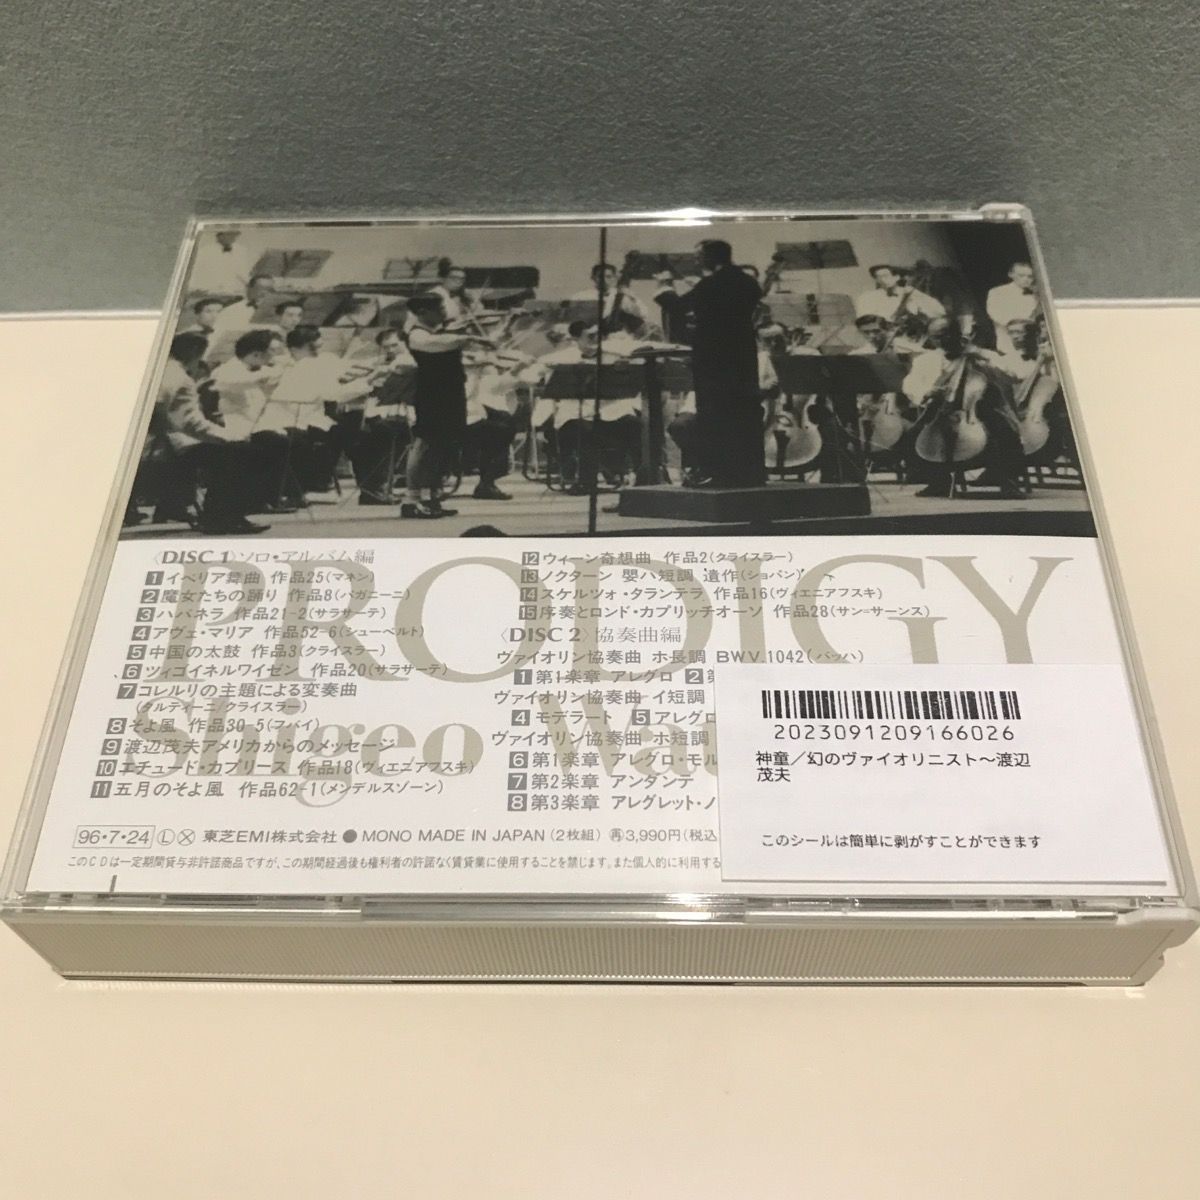 〈DISC 1〉ソロ・アルバム編
1 イベリア舞曲 作品25(マネン)
2 魔女たちの踊り 作品8(パガニーニ)
3 ハバネラ 作品21-2(サラサーテ)
4 アヴェ・マリア 作品52-6(シューベルト)
5 中国の太鼓 作品3(クライスラー)
6 ツィゴイネルワイゼン 作品20(サラサーテ)
7 コレルリの主題による変奏曲
(タルティーニ/クライスラー)
8 そよ風 作品30-5(フバイ)
9 渡辺茂夫アメリカからのメッセージ
10 エチュード・カプリース 作品18(ヴィエニアフスキ)
11 五月のそよ風 作品62-1(メンデルスゾーン)
12 ウィーン奇想曲 作品2(クライスラー)
13 ノクターン 嬰ハ短調 遺作(ショパン)
14 スケルツォ・タランテラ 作品16(ヴィエニアフスキ)
15 序奏とロンド・カプリッチオーソ 作品28(サン=サーンス)
〈DISC 2〉協奏曲編
ヴァイオリン協奏曲 ホ長調 BWV.1042(バッハ)
1 第1楽章 アレグロ 2
ヴァイオリン協奏曲 イ短調
4 モデラート 5 アレグロ
ヴァイオリン協奏曲 ホ短調
6 第1楽章 アレグロ・モル
7 第2楽章 アンダンテ
8 第3楽章 アレグレット・ノ
PRODIGY
Shigeo Wa
96・7・24 Ⓛ Ⓧ 東芝EMI株式会社 ● MONO MADE IN JAPAN (2枚組) 再3,990円(税込
このCDは一定期間貸与非許諾商品ですが、この期間経過後も権利者の許諾なく賃貸業に使用することを禁じます。また個人的に利用する
2023091209166026
神童／幻のヴァイオリニスト〜渡辺
茂夫
このシールは簡単に剥がすことができます